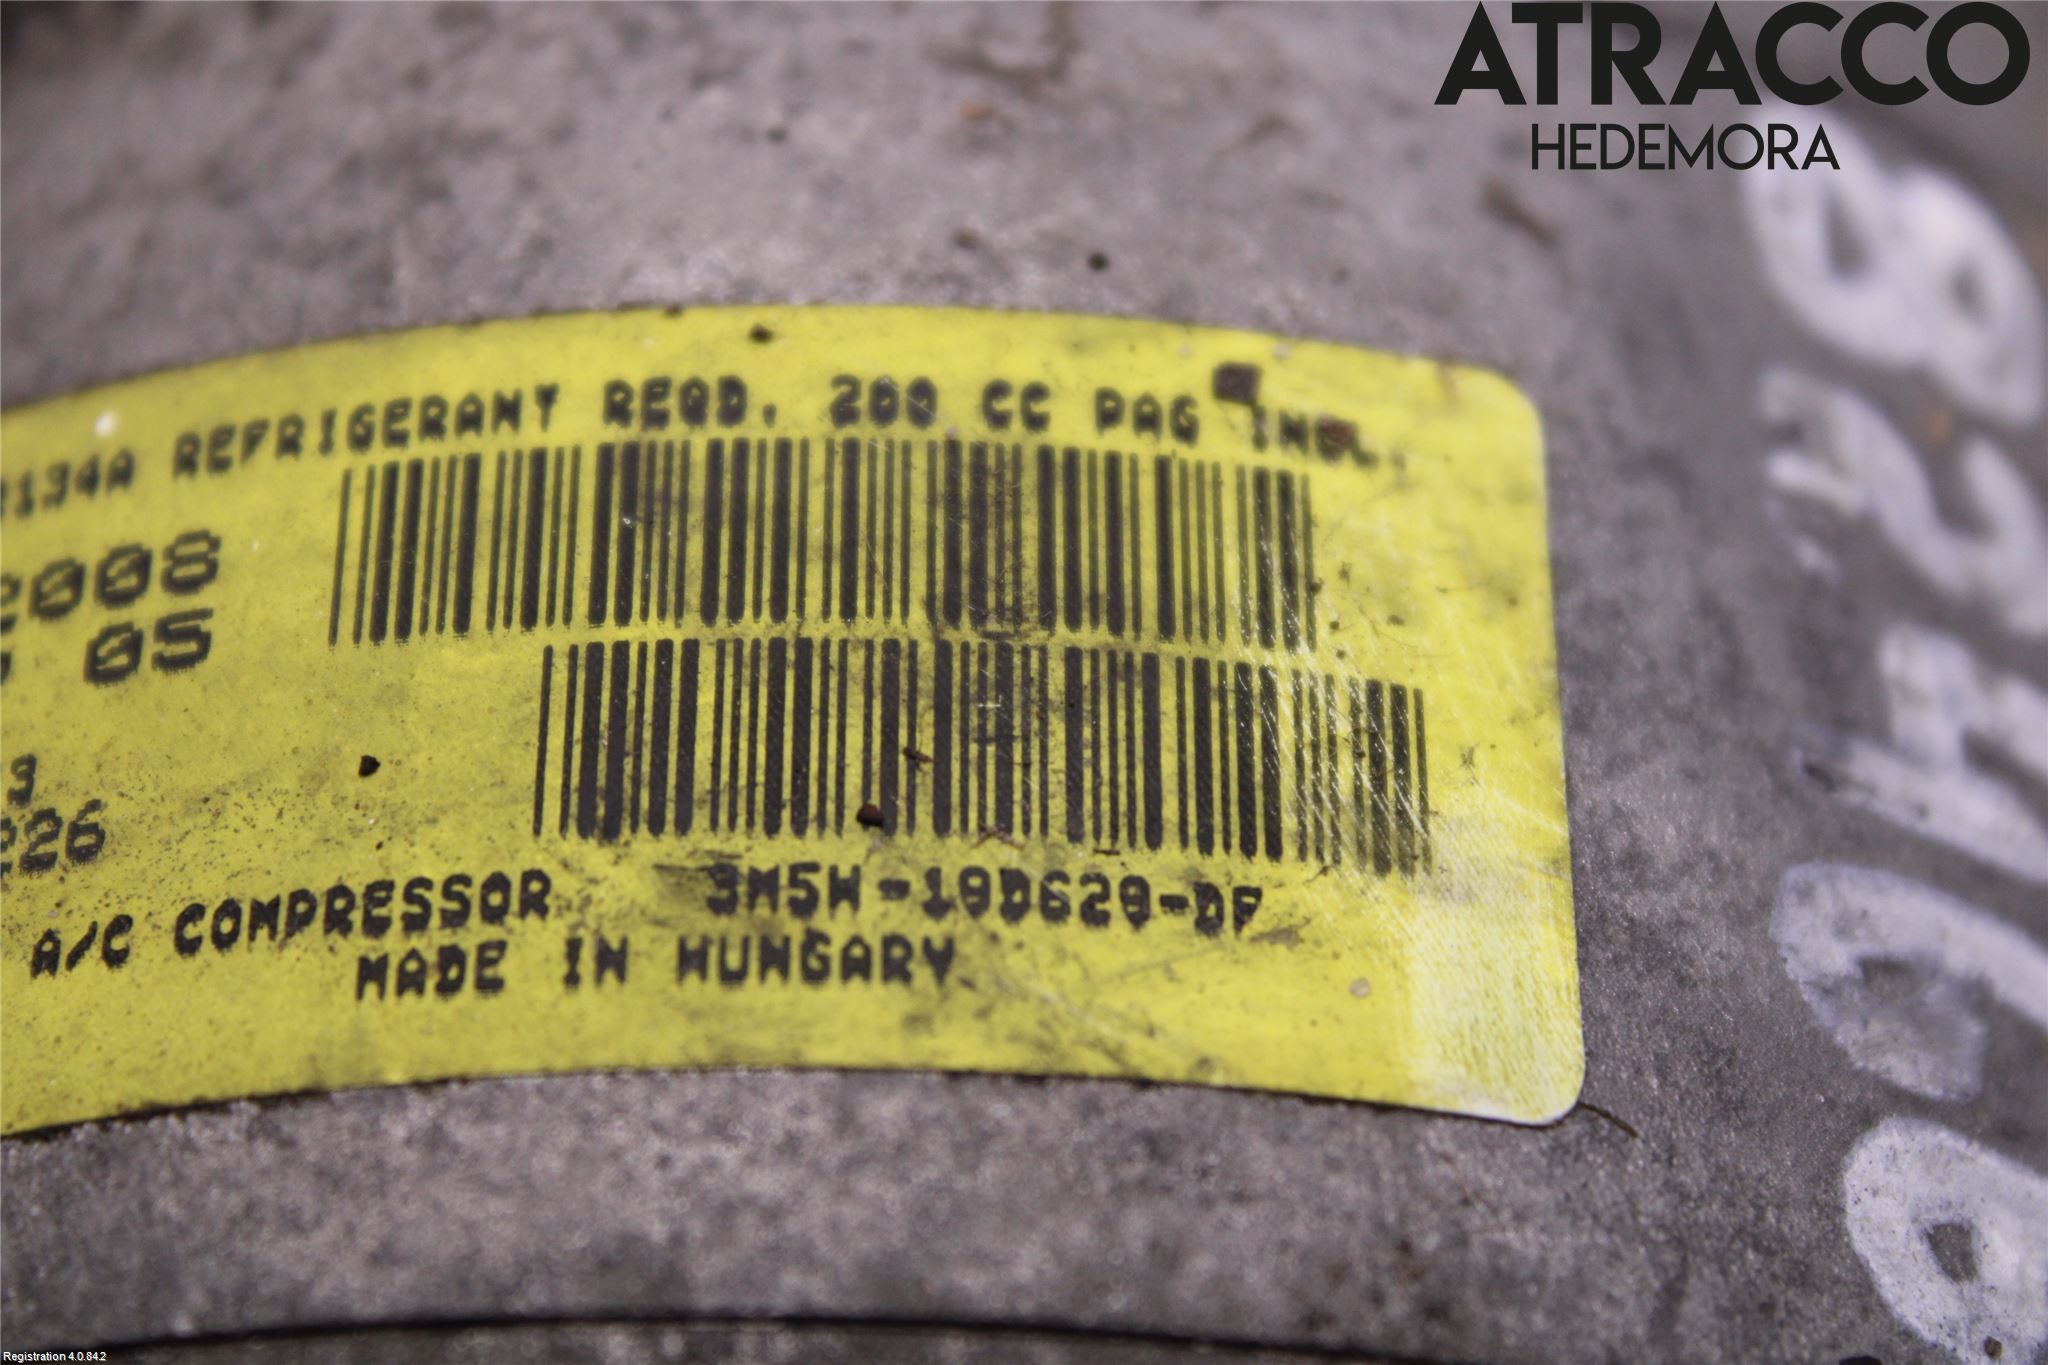 ATRACCO
HEDEMORA
R134A REFRIGERANT REQD. 200 CC PAG INCL.
2008
05
3
226
A/C COMPRESSOR 3M5H-19D629-DF
MADE IN HUNGARY
Registration 4.0.84.2